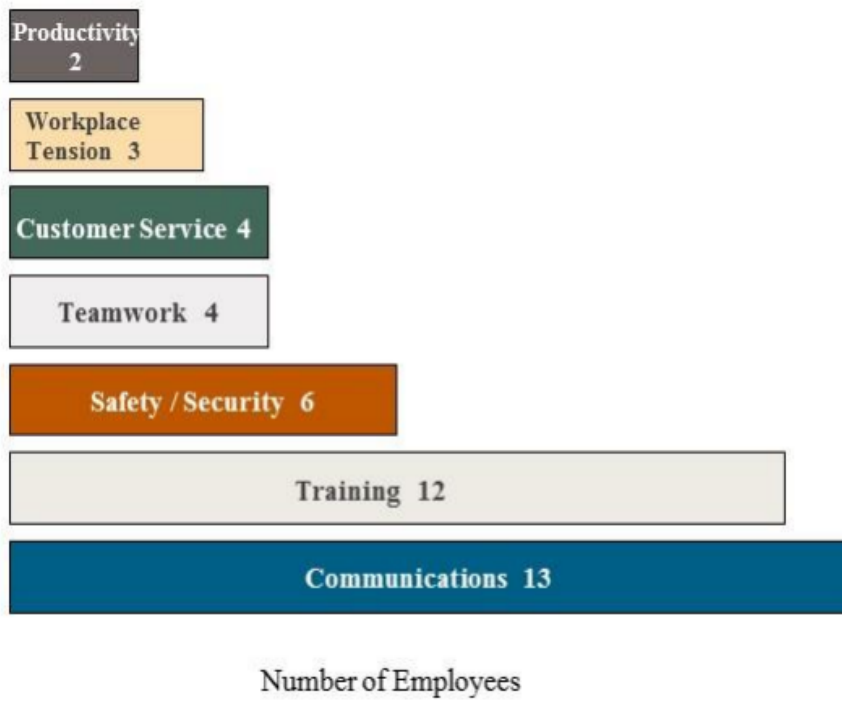 Productivity
2
Workplace
Tension 3
Customer Service 4
Teamwork 4
Safety / Security 6
Training 12
Communications 13
Number of Employees